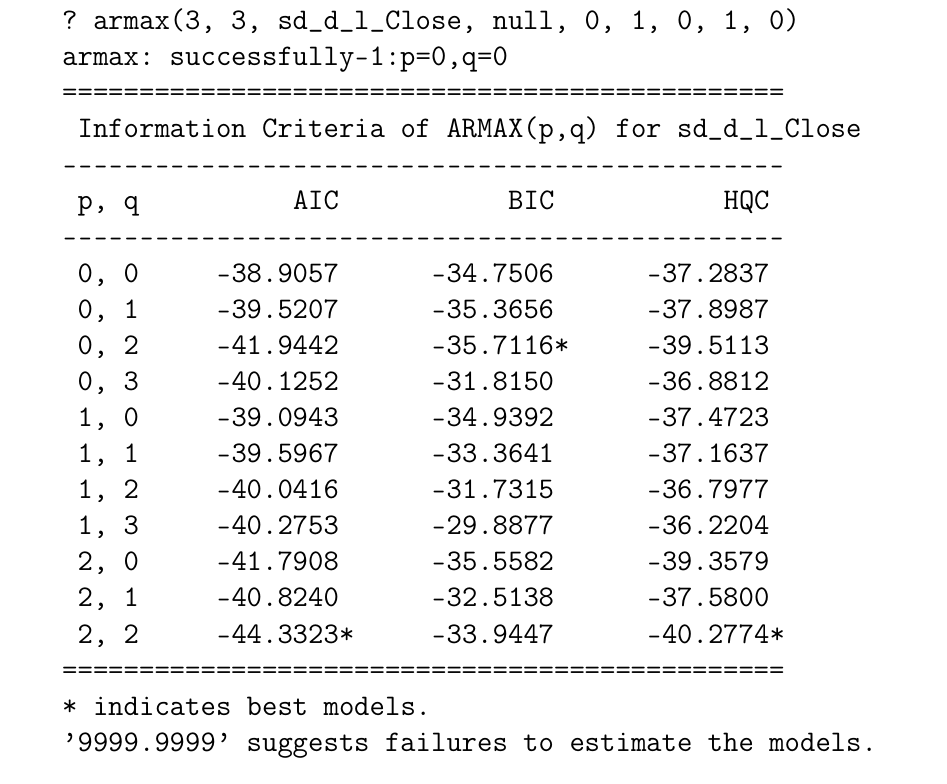 ? armax(3, 3, sd_d_l_Close, null, 0, 1, 0, 1, 0)
armax: successfully-1:p=0,q=0
===============================================
Information Criteria of ARMAX(p,q) for sd_d_l_Close
-----------------------------------------------
p, q AIC BIC HQC
-----------------------------------------------
0, 0 -38.9057 -34.7506 -37.2837
0, 1 -39.5207 -35.3656 -37.8987
0, 2 -41.9442 -35.7116* -39.5113
0, 3 -40.1252 -31.8150 -36.8812
1, 0 -39.0943 -34.9392 -37.4723
1, 1 -39.5967 -33.3641 -37.1637
1, 2 -40.0416 -31.7315 -36.7977
1, 3 -40.2753 -29.8877 -36.2204
2, 0 -41.7908 -35.5582 -39.3579
2, 1 -40.8240 -32.5138 -37.5800
2, 2 -44.3323* -33.9447 -40.2774*
===============================================
* indicates best models.
’9999.9999’ suggests failures to estimate the models.